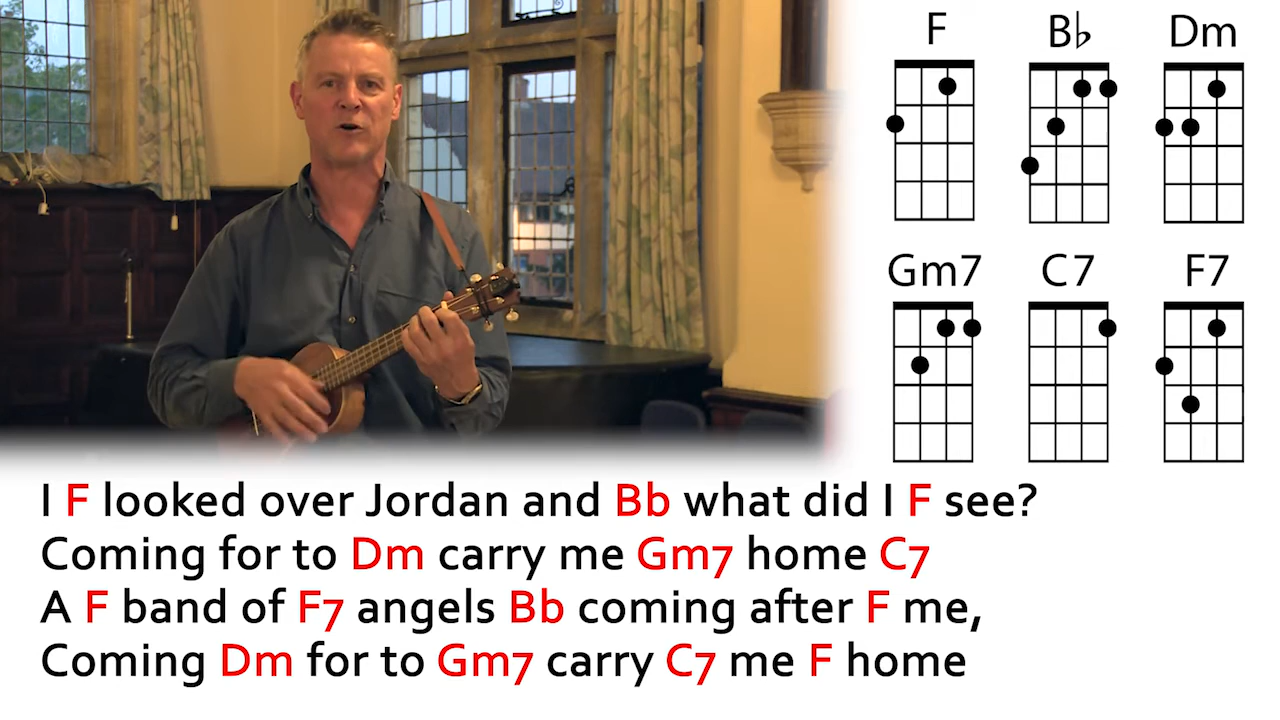 F B♭ Dm
Gm7 C7 F7
I F looked over Jordan and Bb what did I F see?
Coming for to Dm carry me Gm7 home C7
A F band of F7 angels Bb coming after F me,
Coming Dm for to Gm7 carry C7 me F home